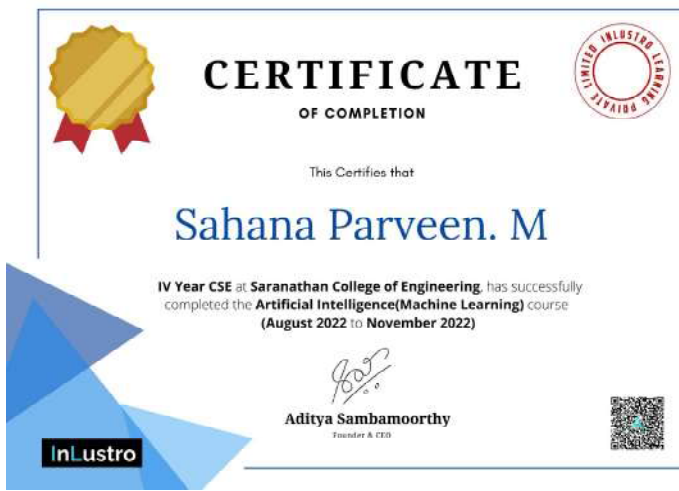 CERTIFICATE
OF COMPLETION
INLUSTRO LEARNING PRIVATE LIMITED
This Certifies that
Sahana Parveen. M
IV Year CSE at Saranathan College of Engineering, has successfully
completed the Artificial Intelligence(Machine Learning) course
(August 2022 to November 2022)
Aditya Sambamoorthy
Founder & CEO
InLustro